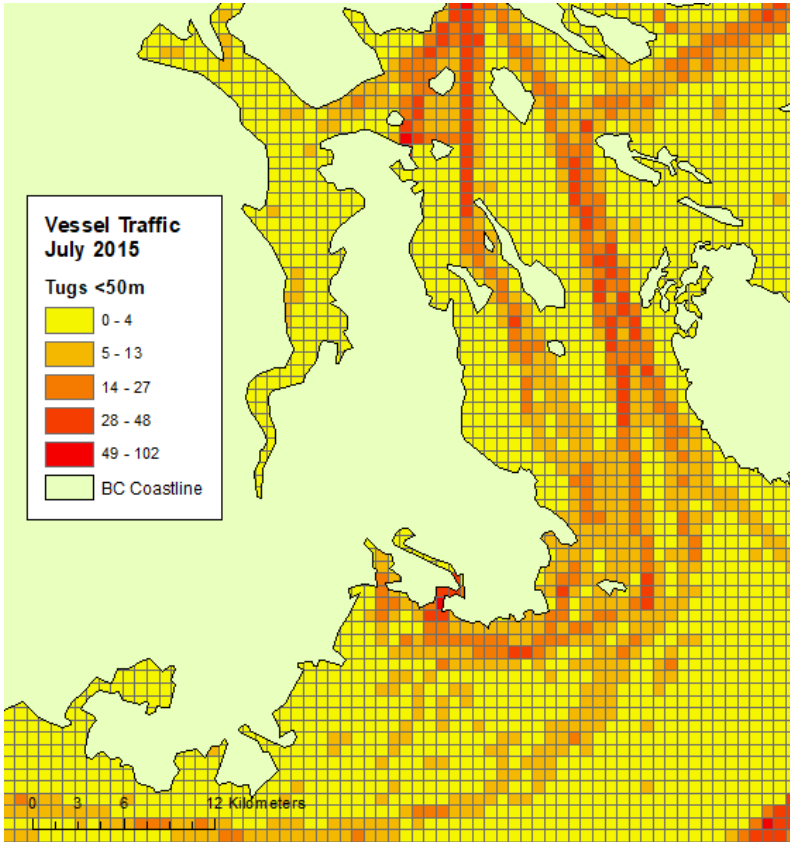 Vessel Traffic
July 2015
Tugs <50m
0 - 4
5 - 13
14 - 27
28 - 48
49 - 102
BC Coastline
0 3 6 12 Kilometers